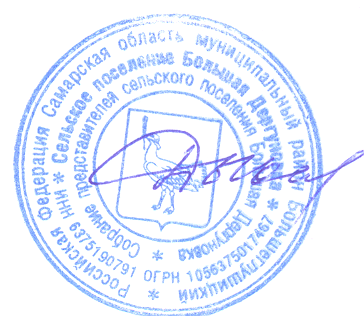 Российская Федерация Самарская область муниципальный район Большеглушицкий
* ИНН 6375190791 ОГРН 1056375017467 *
Сельское поселение Большая Дергуновка
Собрание представителей сельского поселения Большая Дергуновка